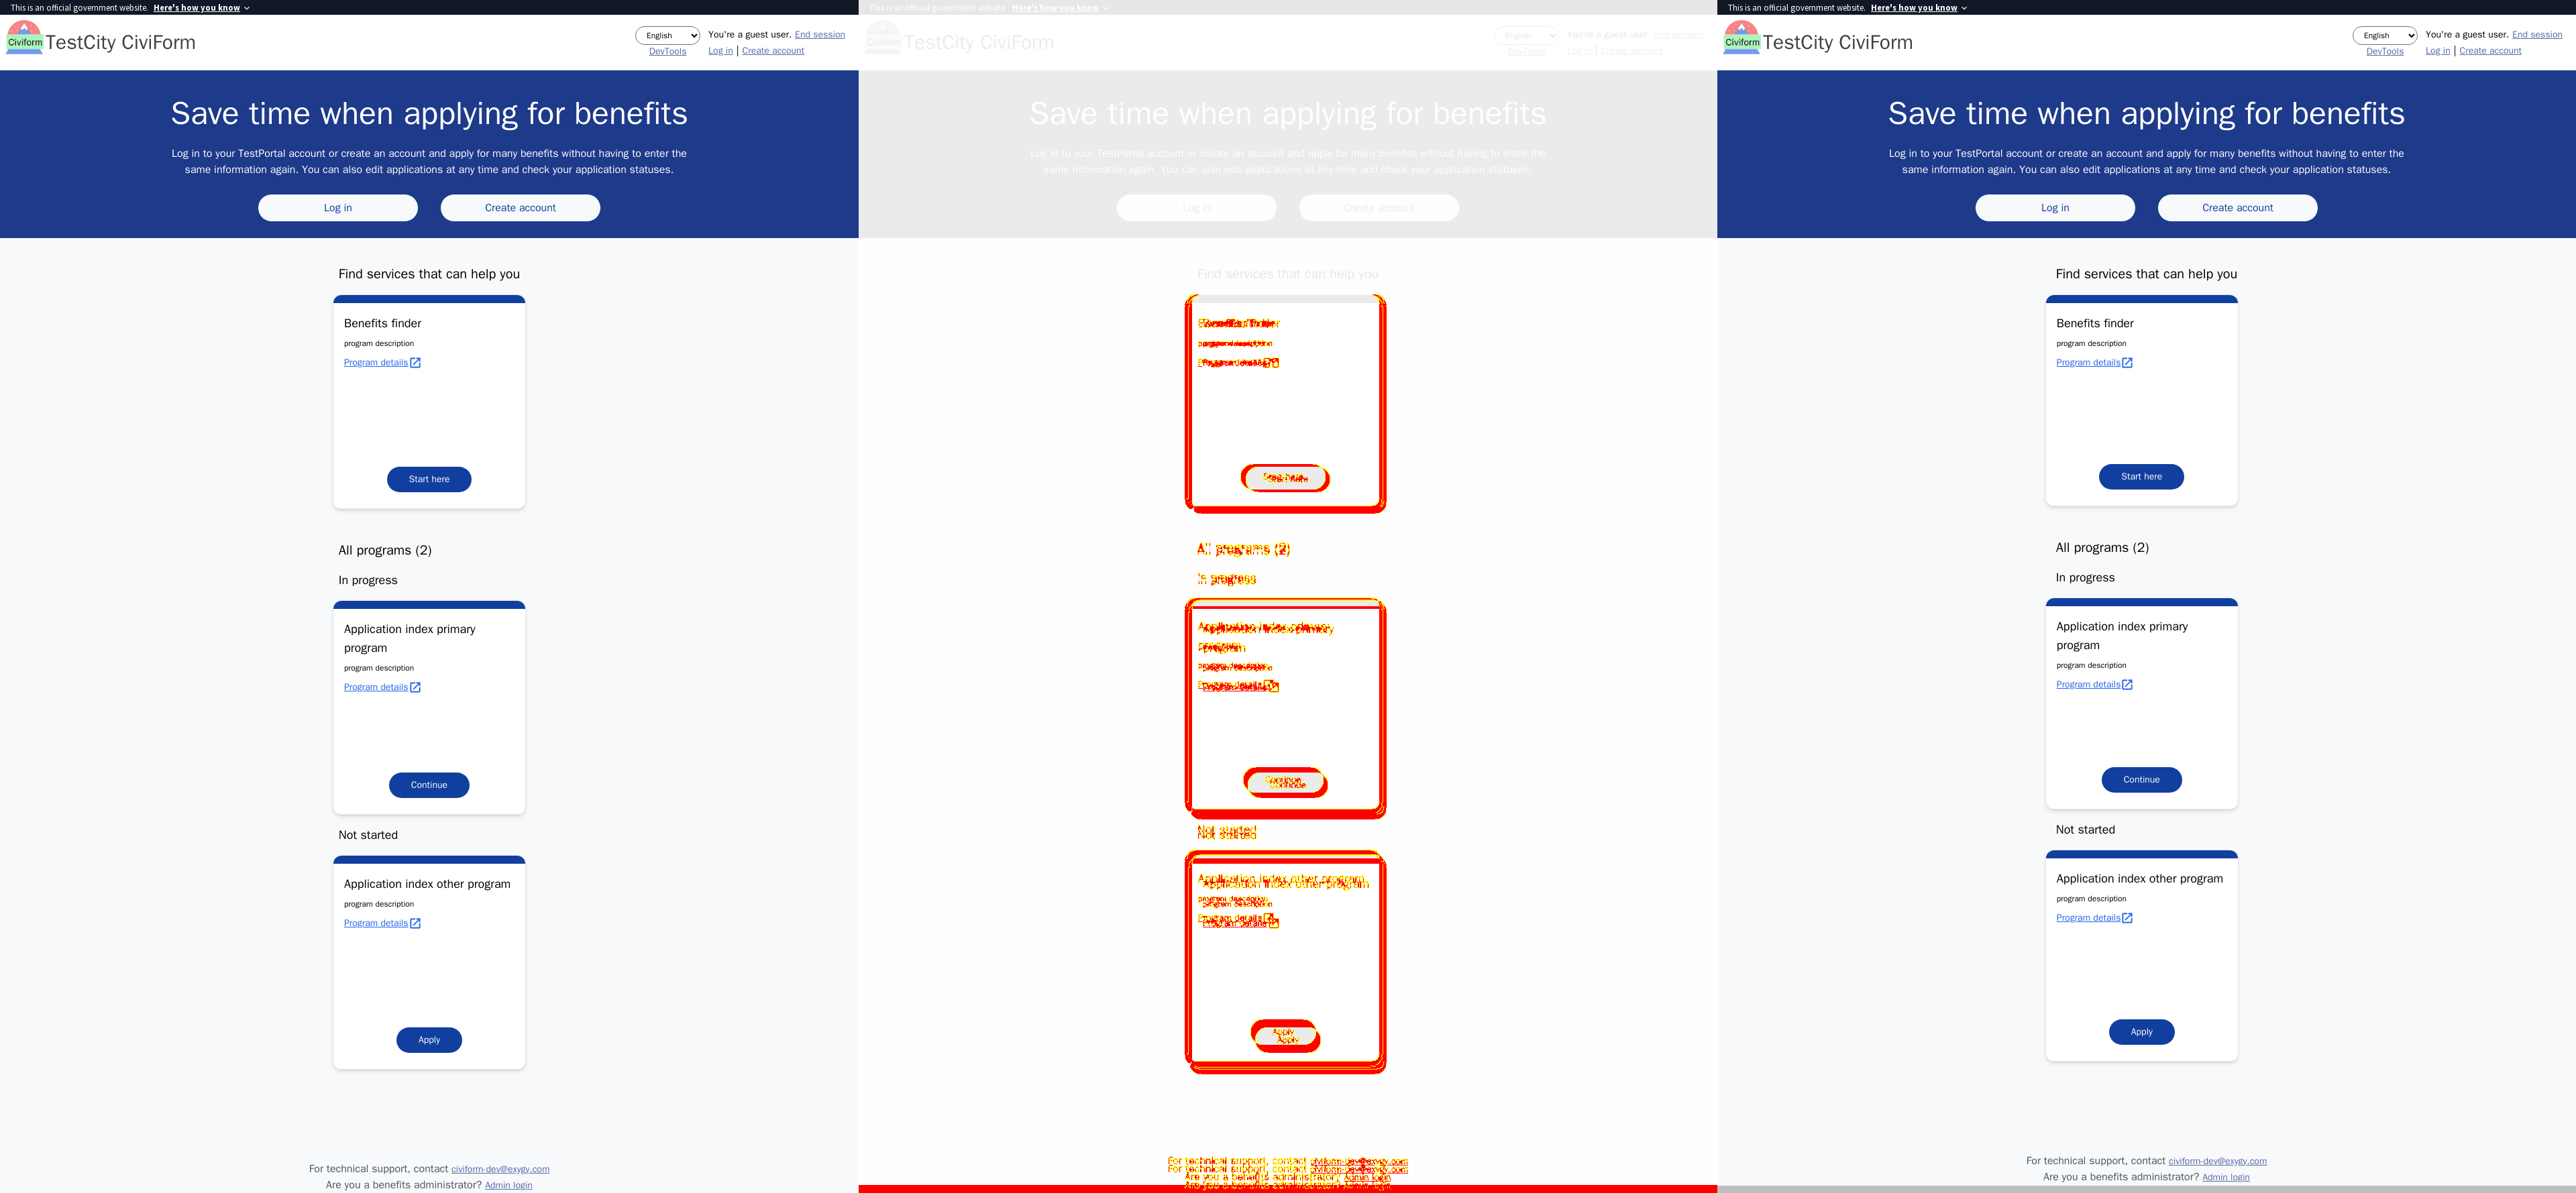 This is an official government website. Here's how you know
Civiform TestCity CiviForm
English
You're a guest user. End session
DevTools
Log in | Create account
Save time when applying for benefits
Log in to your TestPortal account or create an account and apply for many benefits without having to enter the
same information again. You can also edit applications at any time and check your application statuses.
Log in
Create account
Find services that can help you
Benefits finder
program description
Program details
Start here
All programs (2)
In progress
Application index primary
program
program description
Program details
Continue
Not started
Application index other program
program description
Program details
Apply
For technical support, contact civiform-dev@exygy.com
Are you a benefits administrator? Admin login
This is an official government website. Here's how you know
Civiform TestCity CiviForm
English
You're a guest user. End session
DevTools
Log in | Create account
Save time when applying for benefits
Log in to your TestPortal account or create an account and apply for many benefits without having to enter the
same information again. You can also edit applications at any time and check your application statuses.
Log in
Create account
Find services that can help you
Start here
All programs (2)
In progress
Application index primary
program
program description
Program details
Continue
Not started
Application index other program
program description
Program details
Apply
For technical support, contact civiform-dev@exygy.com
Are you a benefits administrator? Admin login
This is an official government website. Here's how you know
Civiform TestCity CiviForm
English
You're a guest user. End session
DevTools
Log in | Create account
Save time when applying for benefits
Log in to your TestPortal account or create an account and apply for many benefits without having to enter the
same information again. You can also edit applications at any time and check your application statuses.
Log in
Create account
Find services that can help you
Benefits finder
program description
Program details
Start here
All programs (2)
In progress
Application index primary
program
program description
Program details
Continue
Not started
Application index other program
program description
Program details
Apply
For technical support, contact civiform-dev@exygy.com
Are you a benefits administrator? Admin login